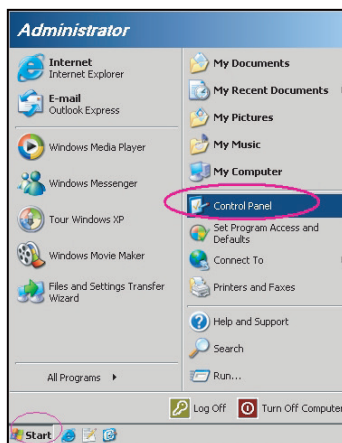 Administrator
Internet
Internet Explorer
E-mail
Outlook Express
Windows Media Player
Windows Messenger
Tour Windows XP
Windows Movie Maker
Files and Settings Transfer
Wizard
All Programs
My Documents
My Recent Documents
My Pictures
My Music
My Computer
Control Panel
Set Program Access and
Defaults
Connect To
Printers and Faxes
Help and Support
Search
Run...
Log Off
Turn Off Computer
Start